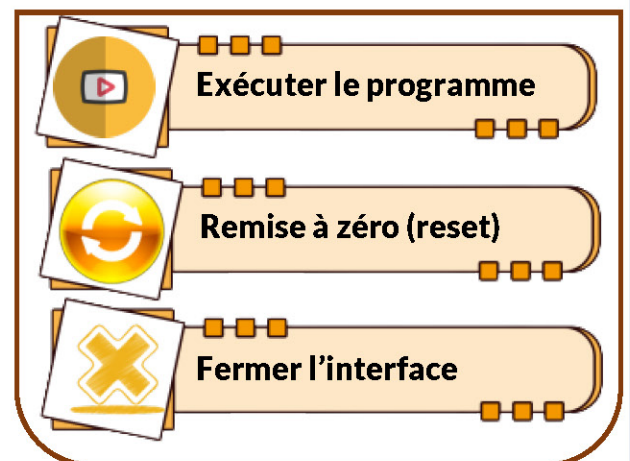 Exécuter le programme
Remise à zéro (reset)
Fermer l’interface